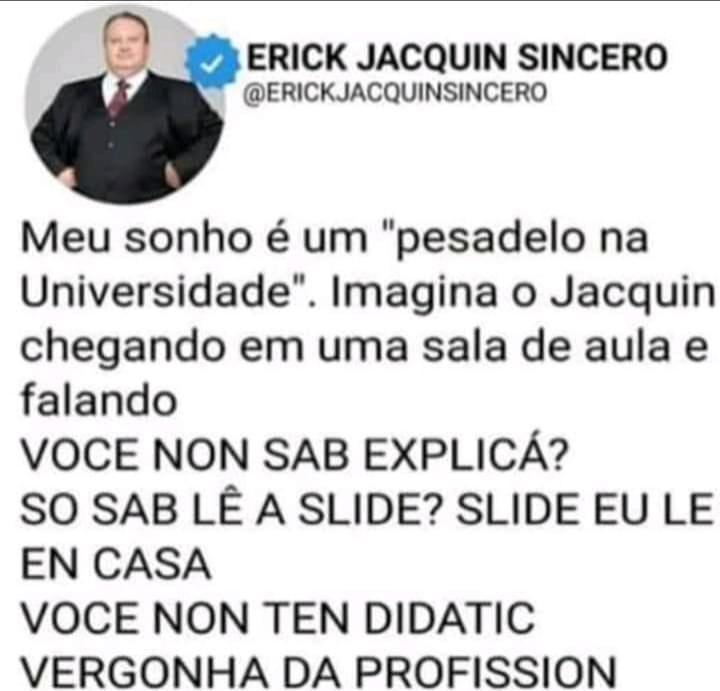 ERICK JACQUIN SINCERO
@ERICKJACQUINSINCERO
Meu sonho é um "pesadelo na
Universidade". Imagina o Jacquin
chegando em uma sala de aula e
falando
VOCE NON SAB EXPLICÁ?
SO SAB LÊ A SLIDE? SLIDE EU LE
EN CASA
VOCE NON TEN DIDATIC
VERGONHA DA PROFISSION